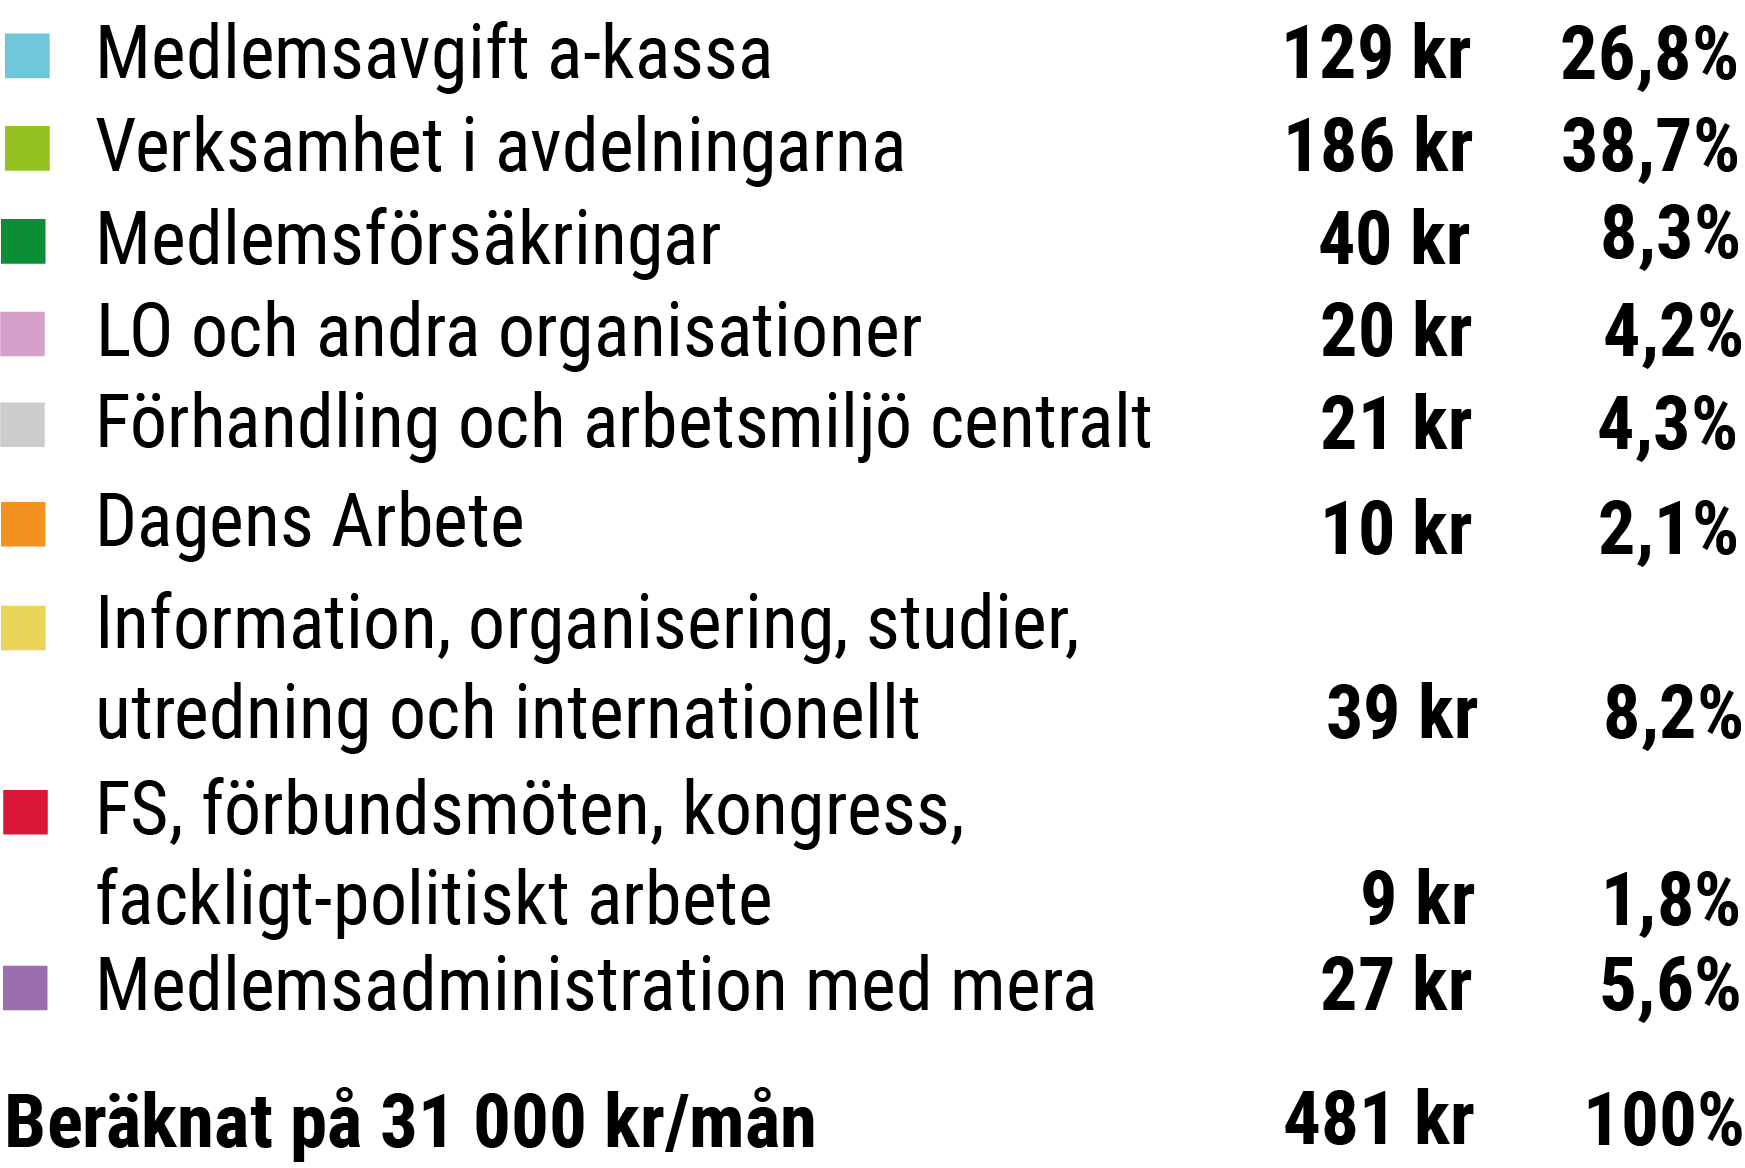 Medlemsavgift a-kassa 129 kr 26,8%
Verksamhet i avdelningarna 186 kr 38,7%
Medlemsförsäkringar 40 kr 8,3%
LO och andra organisationer 20 kr 4,2%
Förhandling och arbetsmiljö centralt 21 kr 4,3%
Dagens Arbete 10 kr 2,1%
Information, organisering, studier,
utredning och internationellt 39 kr 8,2%
FS, förbundsmöten, kongress,
fackligt-politiskt arbete 9 kr 1,8%
Medlemsadministration med mera 27 kr 5,6%
Beräknat på 31 000 kr/mån 481 kr 100%